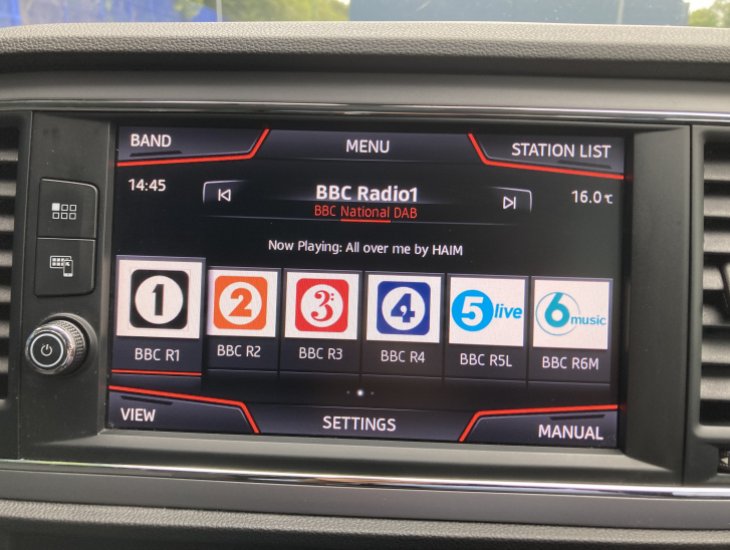 BAND
MENU
STATION LIST
14:45
BBC Radio1
16.0℃
BBC National DAB
Now Playing: All over me by HAIM
1
2
3
4
5 live
6 music
BBC R1
BBC R2
BBC R3
BBC R4
BBC R5L
BBC R6M
VIEW
SETTINGS
MANUAL